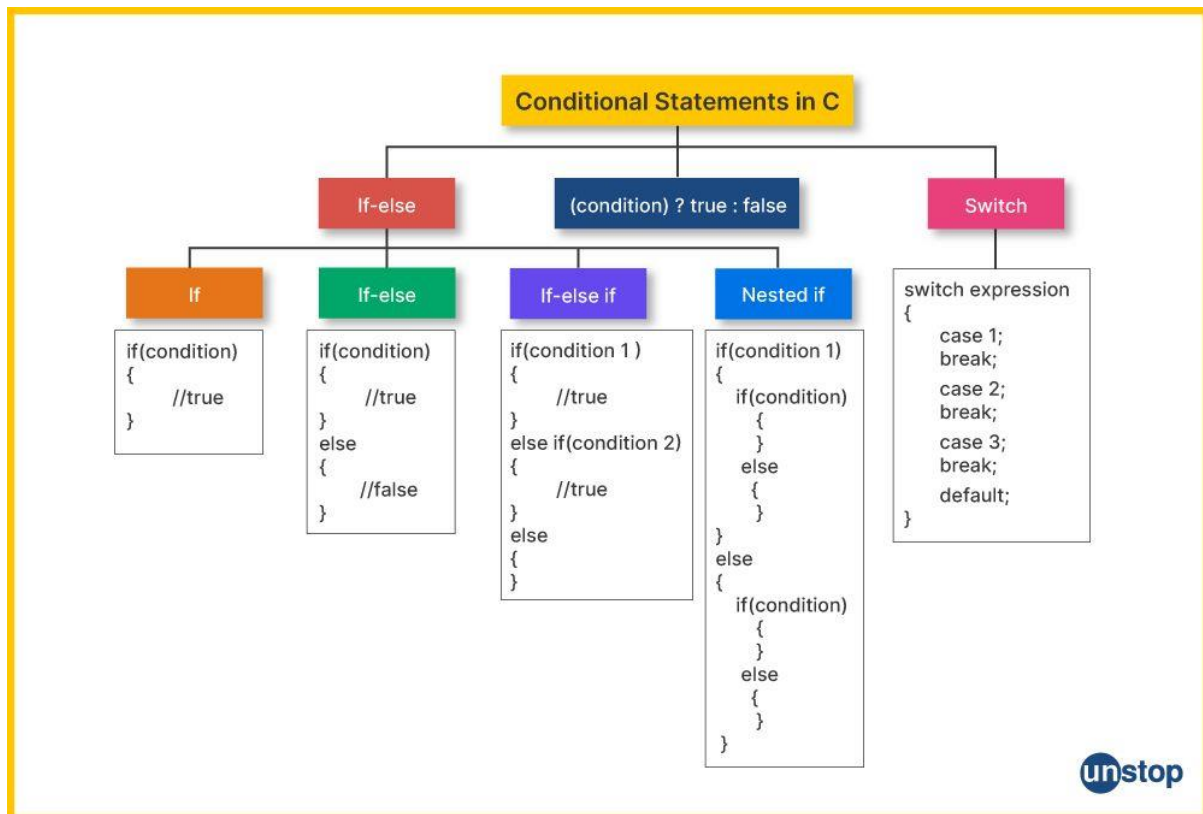 Conditional Statements in C
If-else
(condition) ? true : false
Switch
If
If-else
If-else if
Nested if
if(condition)
{
//true
}
if(condition)
{
//true
}
else
{
//false
}
if(condition 1 )
{
//true
}
else if(condition 2)
{
//true
}
else
{
}
if(condition 1)
{
if(condition)
{
}
else
{
}
}
else
{
if(condition)
{
}
else
{
}
}
switch expression
{
case 1;
break;
case 2;
break;
case 3;
break;
default;
}
unstop